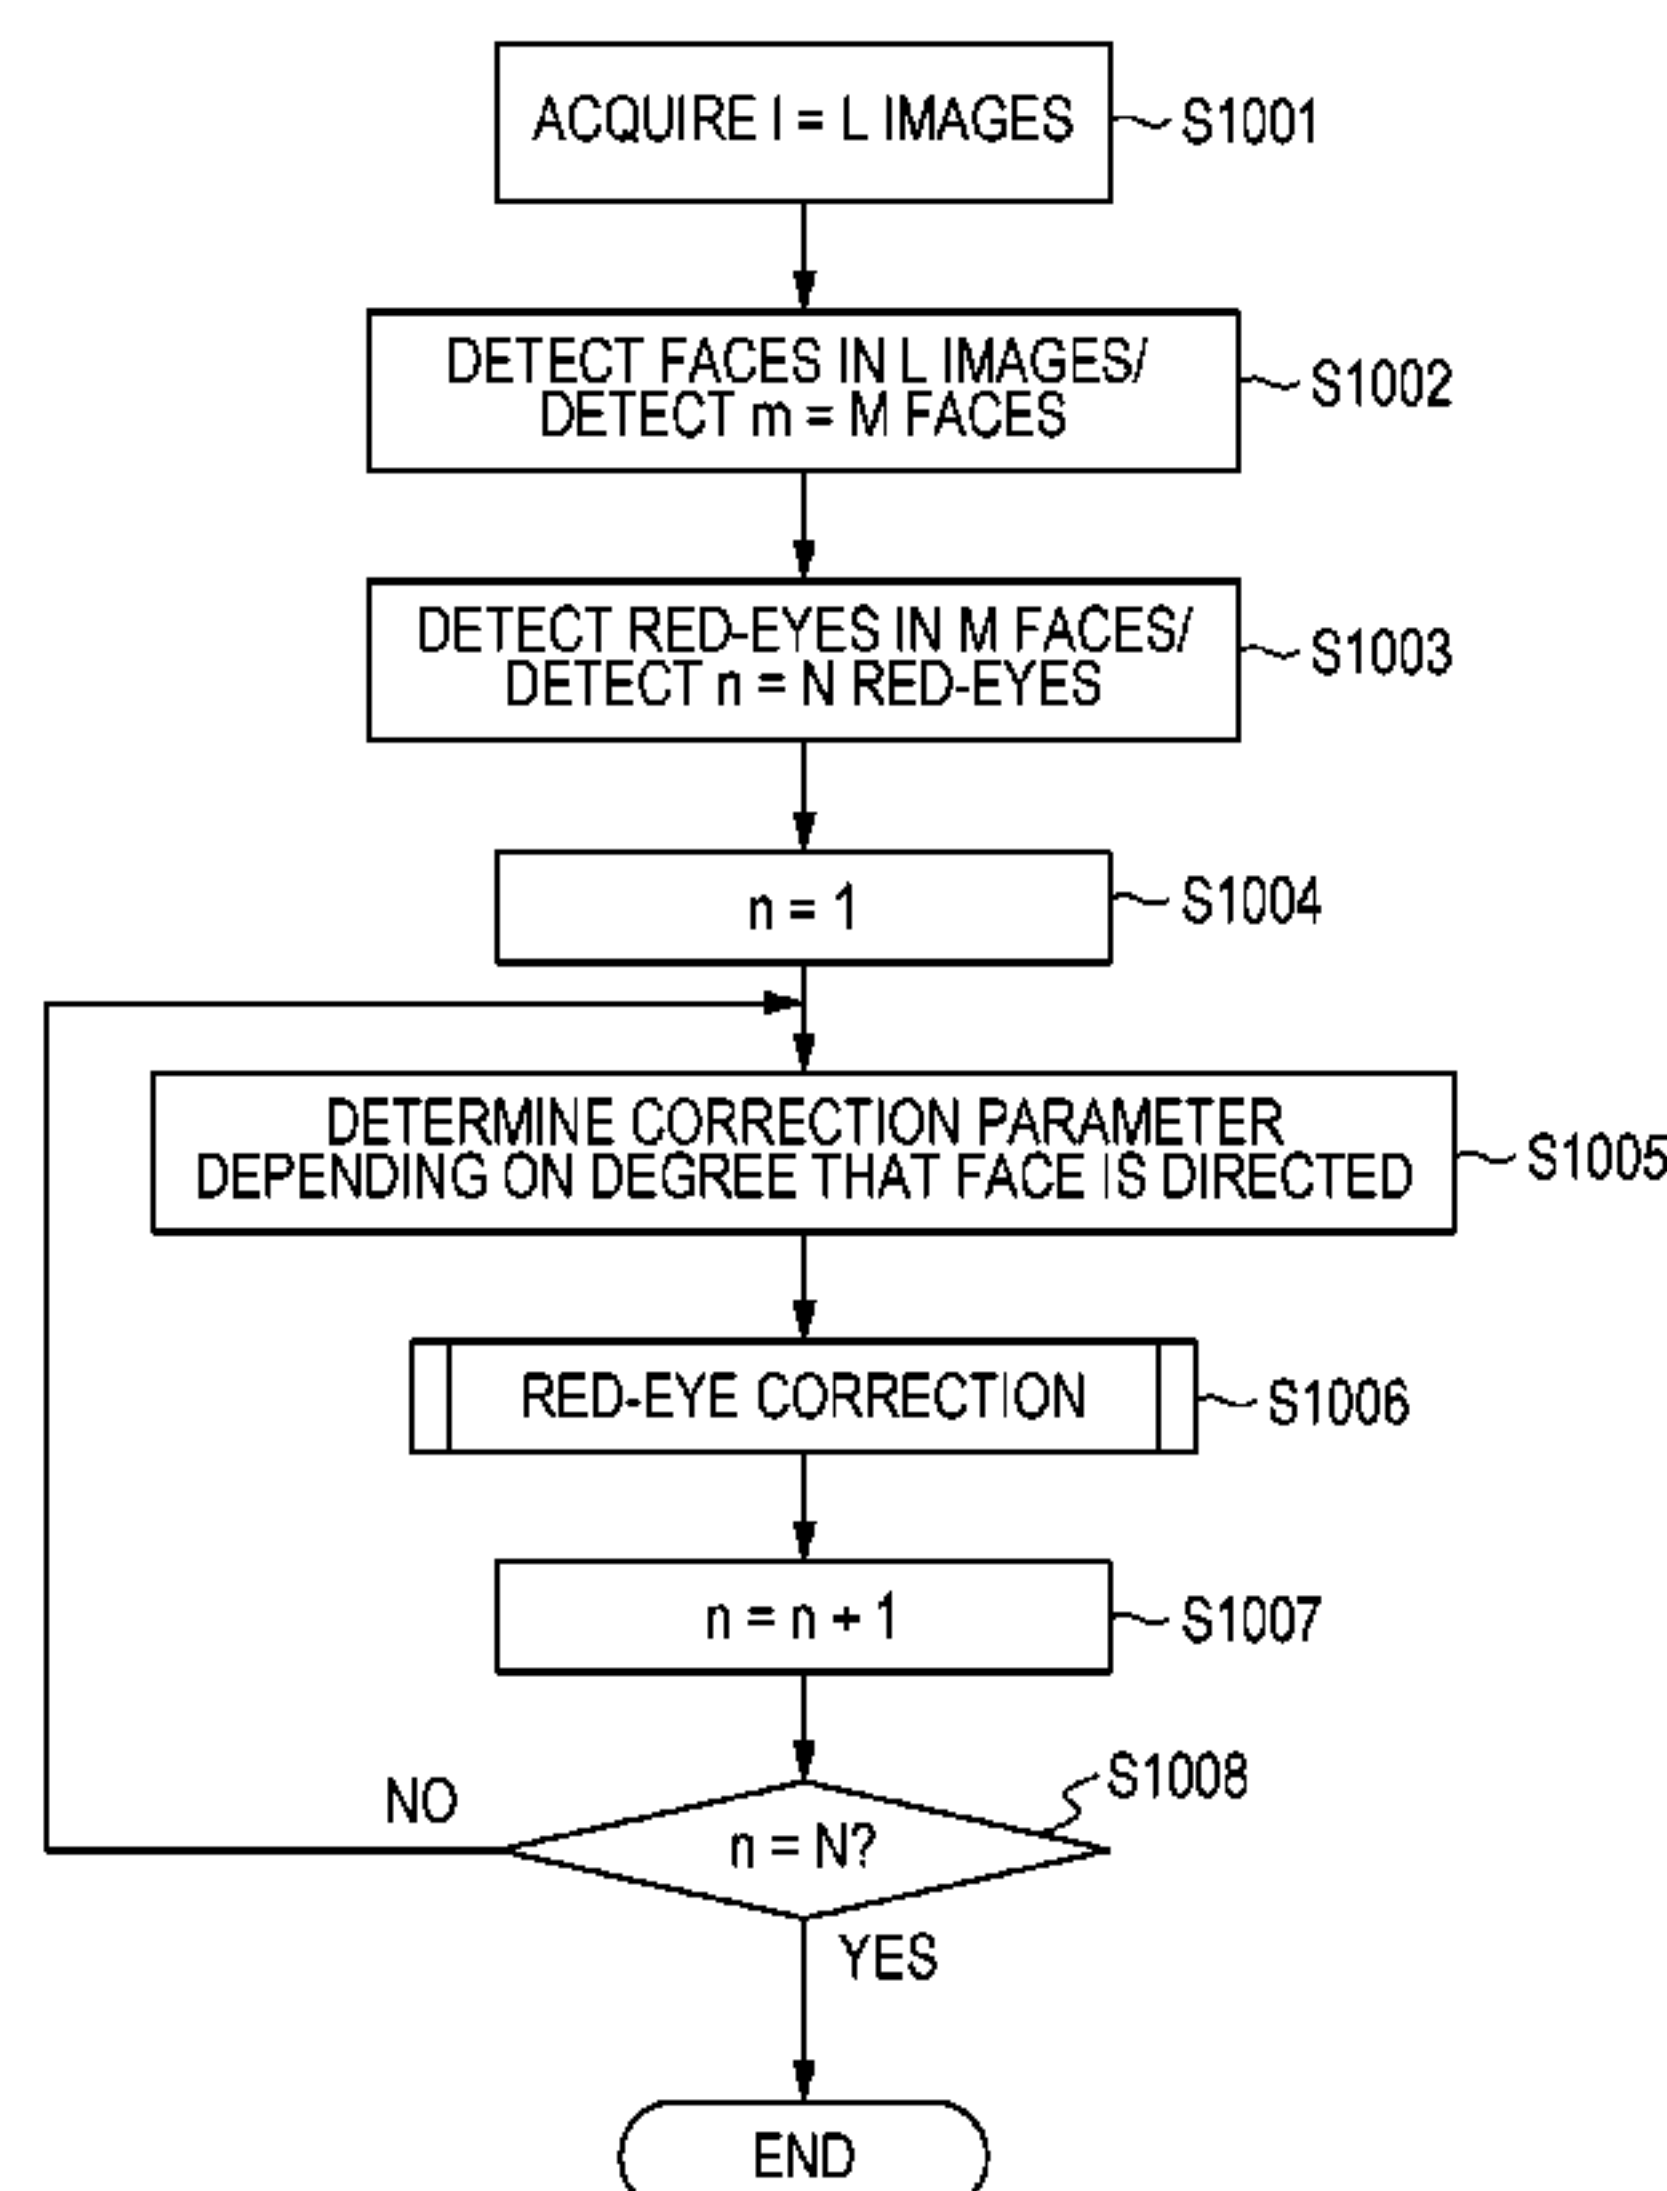 ACQUIRE l = L IMAGES
S1001
DETECT FACES IN L IMAGES/
DETECT m = M FACES
S1002
DETECT RED-EYES IN M FACES/
DETECT n = N RED-EYES
S1003
n = 1
S1004
DETERMINE CORRECTION PARAMETER
DEPENDING ON DEGREE THAT FACE IS DIRECTED
S1005
RED-EYE CORRECTION
S1006
n = n + 1
S1007
S1008
NO
n = N?
YES
END